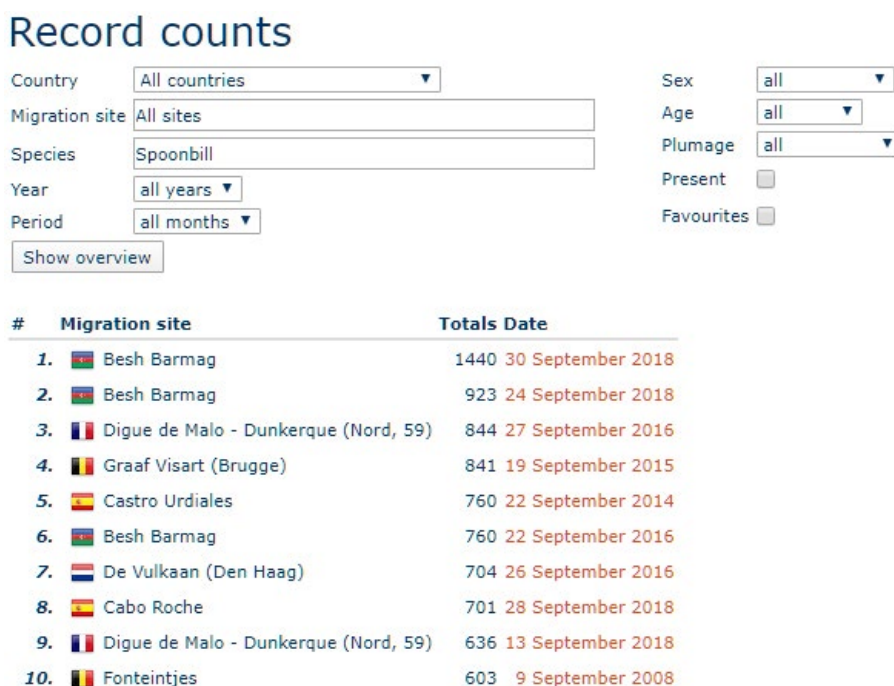 Record counts
Country All countries Sex all
Migration site All sites Age all
Species Spoonbill Plumage all
Year all years Present
Period all months Favourites
Show overview
# Migration site Totals Date
1. Besh Barmag 1440 30 September 2018
2. Besh Barmag 923 24 September 2018
3. Digue de Malo - Dunkerque (Nord, 59) 844 27 September 2016
4. Graaf Visart (Brugge) 841 19 September 2015
5. Castro Urdiales 760 22 September 2014
6. Besh Barmag 760 22 September 2016
7. De Vulkaan (Den Haag) 704 26 September 2016
8. Cabo Roche 701 28 September 2018
9. Digue de Malo - Dunkerque (Nord, 59) 636 13 September 2018
10. Fonteintjes 603 9 September 2008